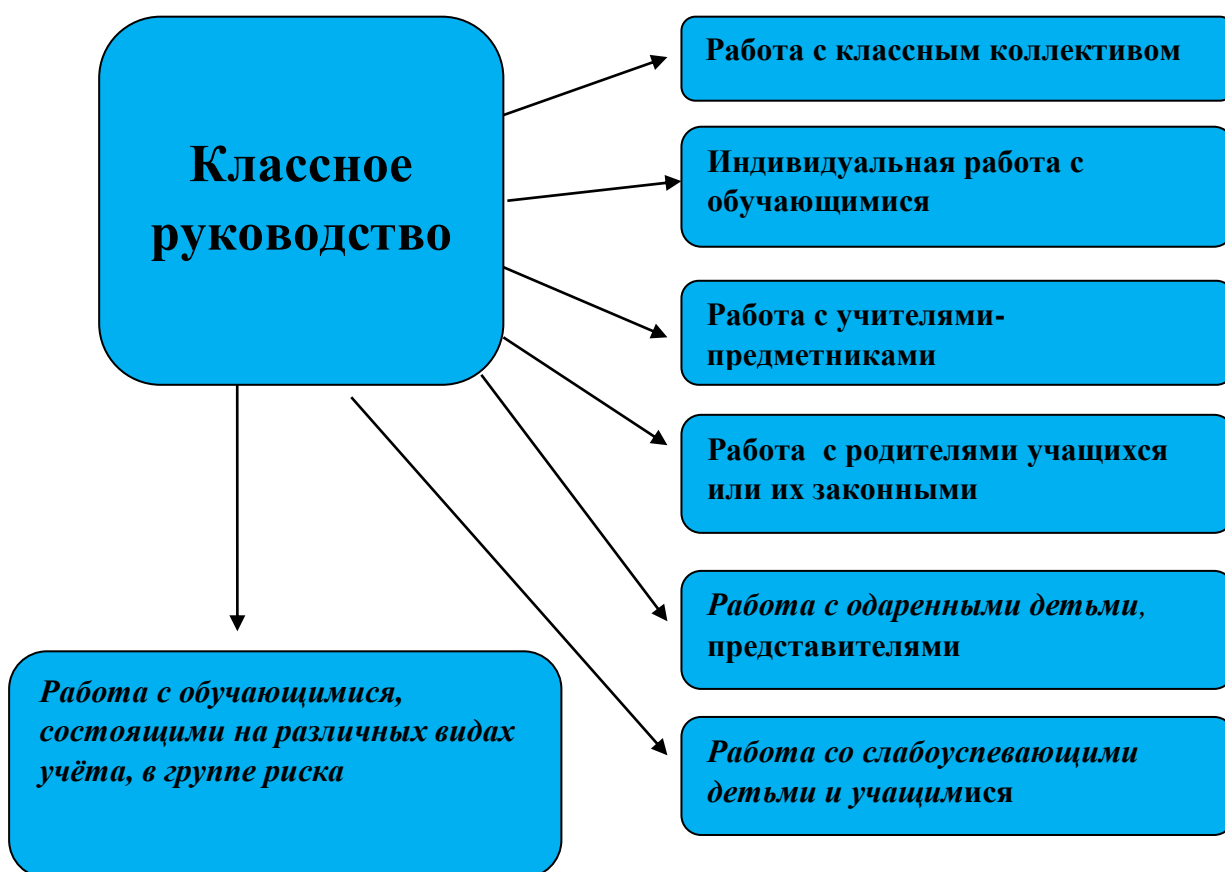 Классное
руководство
Работа с классным коллективом
Индивидуальная работа с
обучающимися
Работа с учителями-
предметниками
Работа с родителями учащихся
или их законными
Работа с одаренными детьми,
представителями
Работа со слабоуспевающими
детьми и учащимися
Работа с обучающимися,
состоящими на различных видах
учёта, в группе риска